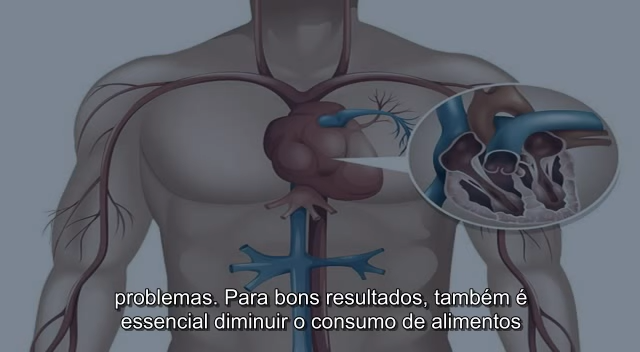 problemas. Para bons resultados, também é
essencial diminuir o consumo de alimentos